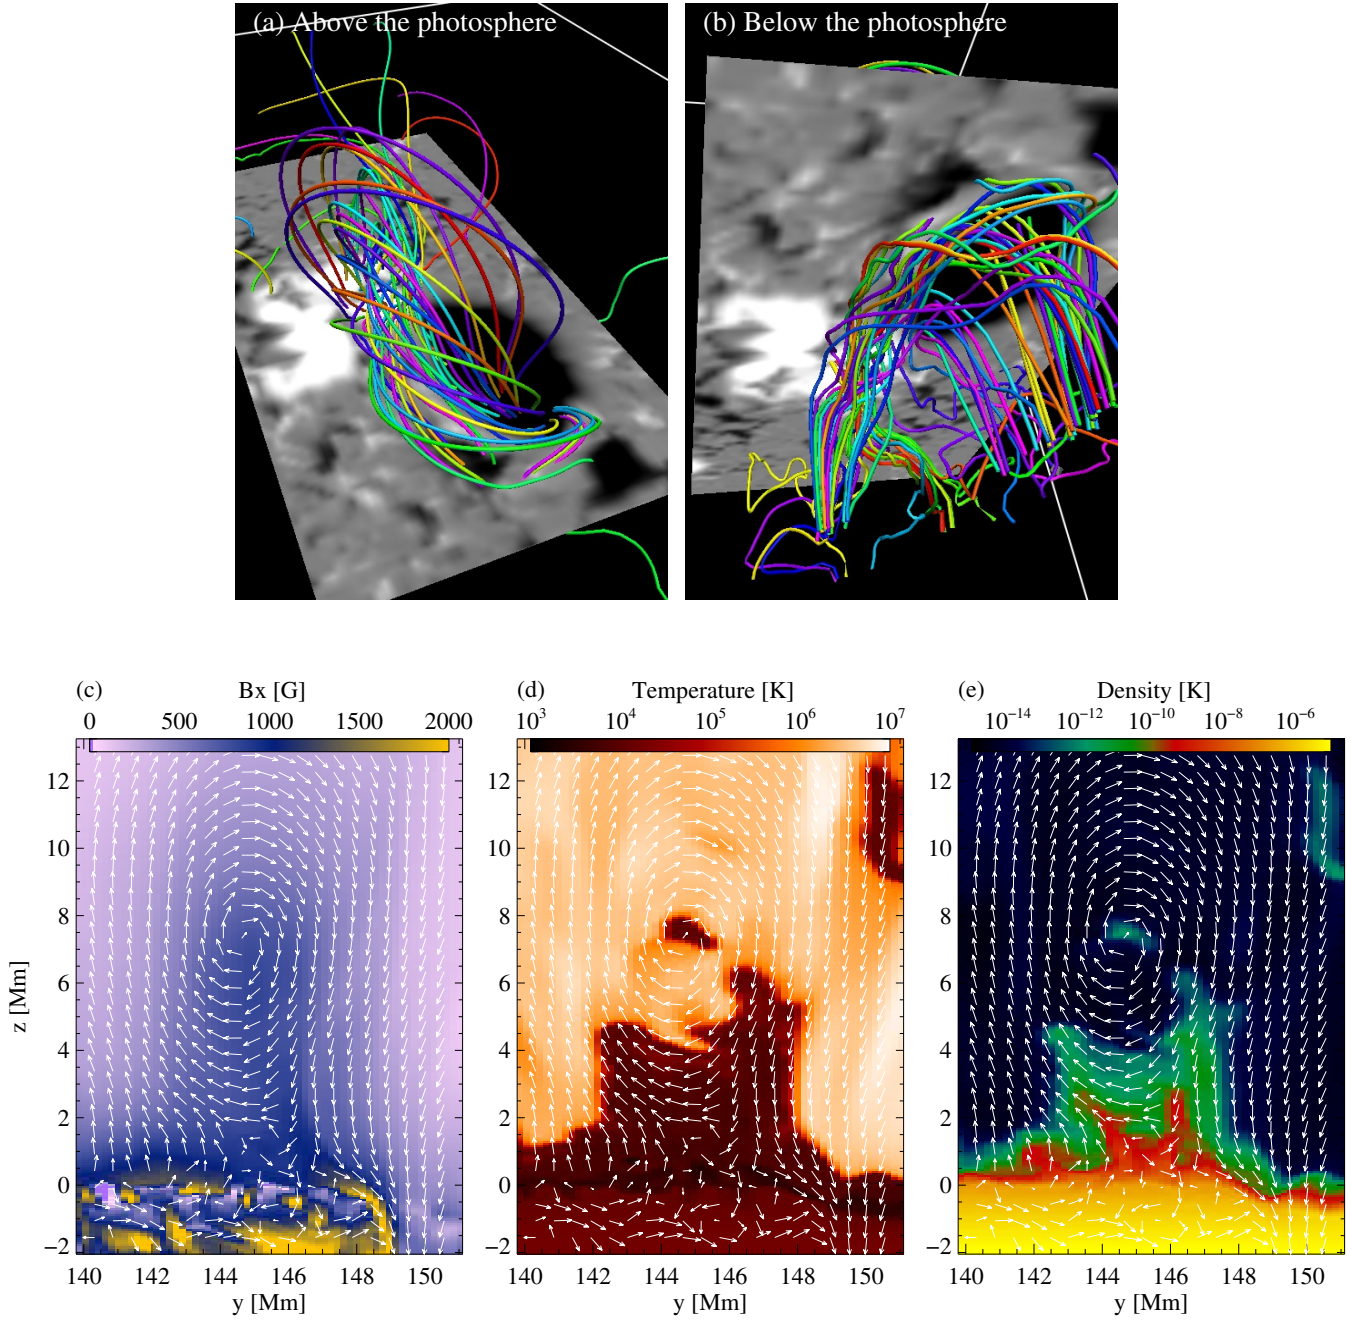 (a) Above the photosphere
(b) Below the photosphere
(c) Bx [G]
0 500 1000 1500 2000
(d) Temperature [K]
10³ 10⁴ 10⁵ 10⁶ 10⁷
(e) Density [K]
10⁻¹⁴ 10⁻¹² 10⁻¹⁰ 10⁻⁸ 10⁻⁶
12
10
8
6
4
2
0
−2
z [Mm]
140 142 144 146 148 150
y [Mm]
12
10
8
6
4
2
0
−2
140 142 144 146 148 150
y [Mm]
12
10
8
6
4
2
0
−2
140 142 144 146 148 150
y [Mm]